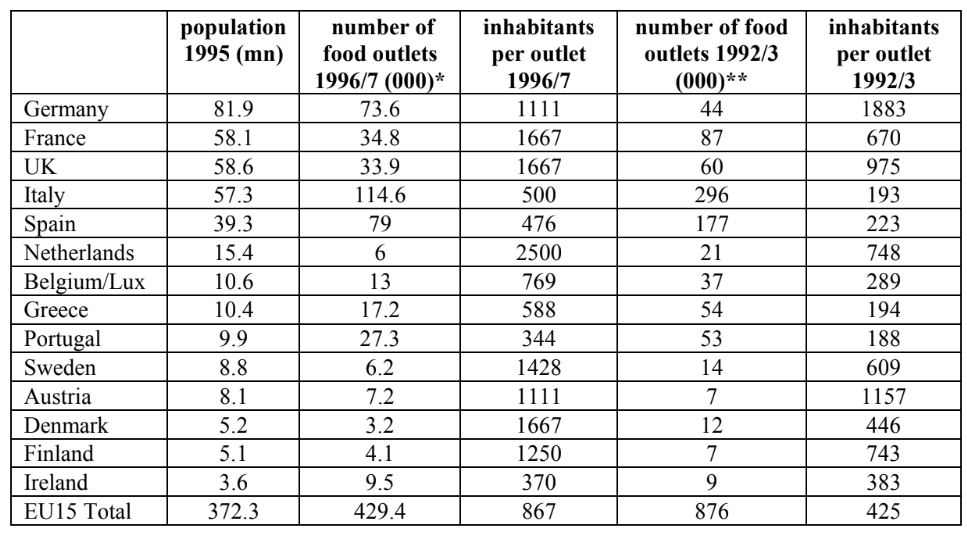 population 1995 (mn) | number of food outlets 1996/7 (000)* | inhabitants per outlet 1996/7 | number of food outlets 1992/3 (000)** | inhabitants per outlet 1992/3
Germany 81.9 73.6 1111 44 1883
France 58.1 34.8 1667 87 670
UK 58.6 33.9 1667 60 975
Italy 57.3 114.6 500 296 193
Spain 39.3 79 476 177 223
Netherlands 15.4 6 2500 21 748
Belgium/Lux 10.6 13 769 37 289
Greece 10.4 17.2 588 54 194
Portugal 9.9 27.3 344 53 188
Sweden 8.8 6.2 1428 14 609
Austria 8.1 7.2 1111 7 1157
Denmark 5.2 3.2 1667 12 446
Finland 5.1 4.1 1250 7 743
Ireland 3.6 9.5 370 9 383
EU15 Total 372.3 429.4 867 876 425